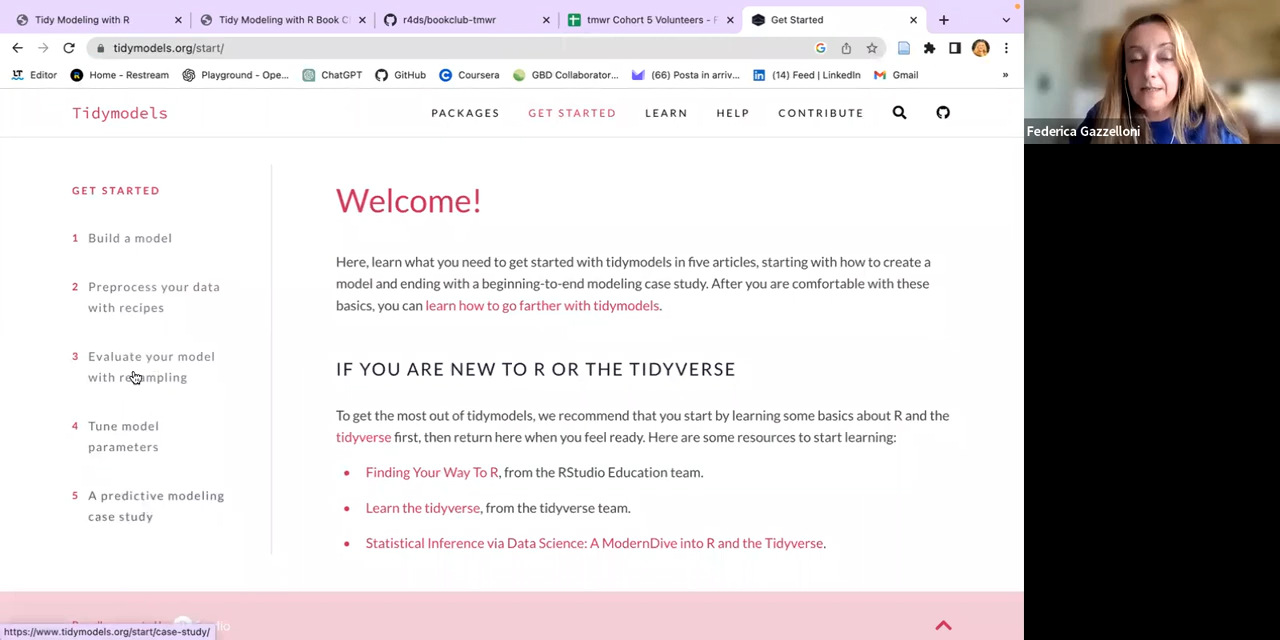 Tidy Modeling with R
Tidy Modeling with R Book C
r4ds/bookclub-tmwr
tmwr Cohort 5 Volunteers - F
Get Started
tidymodels.org/start/
Editor
Home - Restream
Playground - Ope...
ChatGPT
GitHub
Coursera
GBD Collaborator...
(66) Posta in arriv...
(14) Feed | LinkedIn
Gmail
»
Tidymodels
PACKAGES
GET STARTED
LEARN
HELP
CONTRIBUTE
Federica Gazzelloni
GET STARTED
1 Build a model
2 Preprocess your data
with recipes
3 Evaluate your model
with resampling
4 Tune model
parameters
5 A predictive modeling
case study
Welcome!
Here, learn what you need to get started with tidymodels in five articles, starting with how to create a
model and ending with a beginning-to-end modeling case study. After you are comfortable with these
basics, you can learn how to go farther with tidymodels.
IF YOU ARE NEW TO R OR THE TIDYVERSE
To get the most out of tidymodels, we recommend that you start by learning some basics about R and the
tidyverse first, then return here when you feel ready. Here are some resources to start learning:
• Finding Your Way To R, from the RStudio Education team.
• Learn the tidyverse, from the tidyverse team.
• Statistical Inference via Data Science: A ModernDive into R and the Tidyverse.
https://www.tidymodels.org/start/case-study/